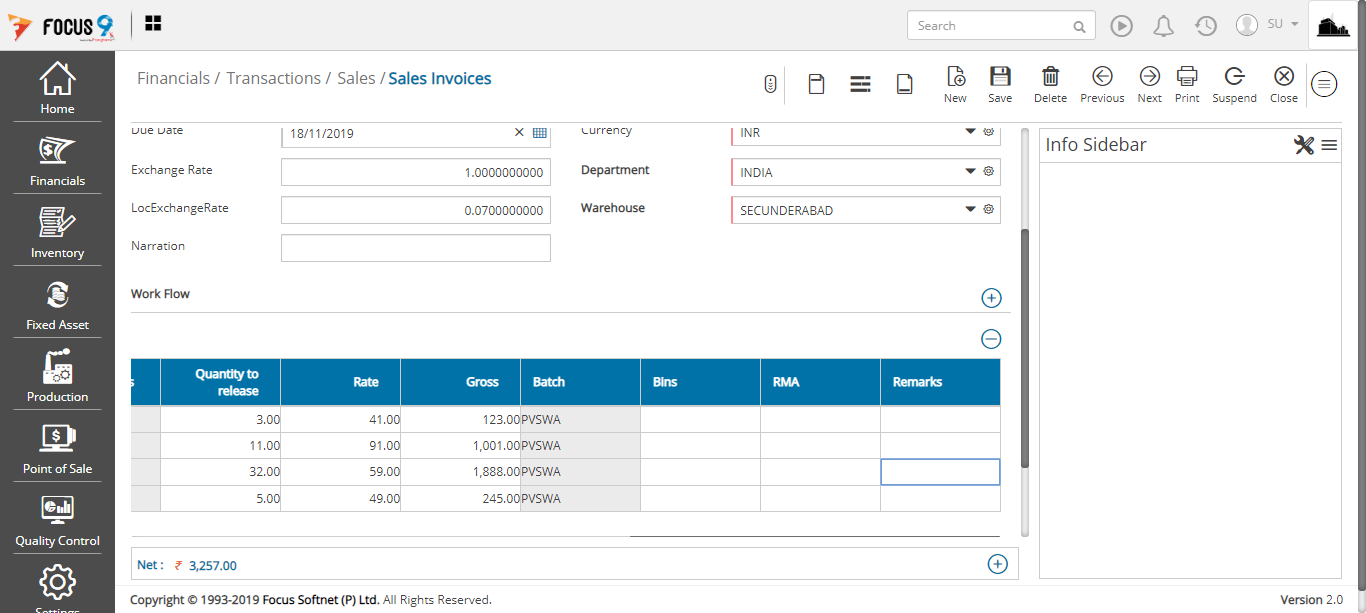 FOCUS 9
Search
SU
Home
Financials
Inventory
Fixed Asset
Production
Point of Sale
Quality Control
Settings
Financials / Transactions / Sales / Sales Invoices
New
Save
Delete
Previous
Next
Print
Suspend
Close
Due Date
18/11/2019
Currency
INR
Exchange Rate
1.0000000000
Department
INDIA
LocExchangeRate
0.0700000000
Warehouse
SECUNDERABAD
Narration
Info Sidebar
Work Flow
s Quantity to release Rate Gross Batch Bins RMA Remarks
3.00 41.00 123.00 PVSWA
11.00 91.00 1,001.00 PVSWA
32.00 59.00 1,888.00 PVSWA
5.00 49.00 245.00 PVSWA
Net : ₹ 3,257.00
Copyright © 1993-2019 Focus Softnet (P) Ltd. All Rights Reserved.
Version 2.0